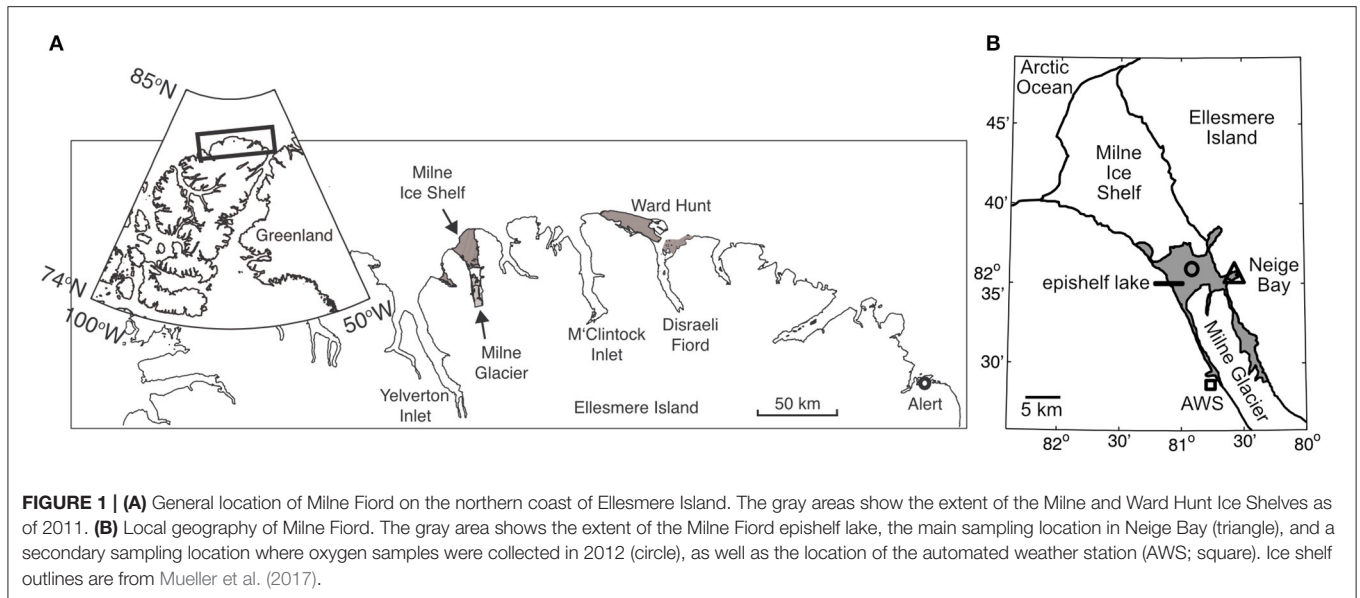 A
85°N
74°N
100°W
50°W
Greenland
Milne
Ice Shelf
Ward Hunt
Milne
Glacier
Yelverton
Inlet
M'Clintock
Inlet
Disraeli
Fiord
Ellesmere Island
50 km
Alert
B
Arctic
Ocean
Ellesmere
Island
Milne
Ice
Shelf
45'
40'
82°
35'
30'
epishelf lake
Neige
Bay
Milne Glacier
AWS
5 km
82°
30'
81°
30'
80°
FIGURE 1 | (A) General location of Milne Fiord on the northern coast of Ellesmere Island. The gray areas show the extent of the Milne and Ward Hunt Ice Shelves as
of 2011. (B) Local geography of Milne Fiord. The gray area shows the extent of the Milne Fiord epishelf lake, the main sampling location in Neige Bay (triangle), and a
secondary sampling location where oxygen samples were collected in 2012 (circle), as well as the location of the automated weather station (AWS; square). Ice shelf
outlines are from Mueller et al. (2017).